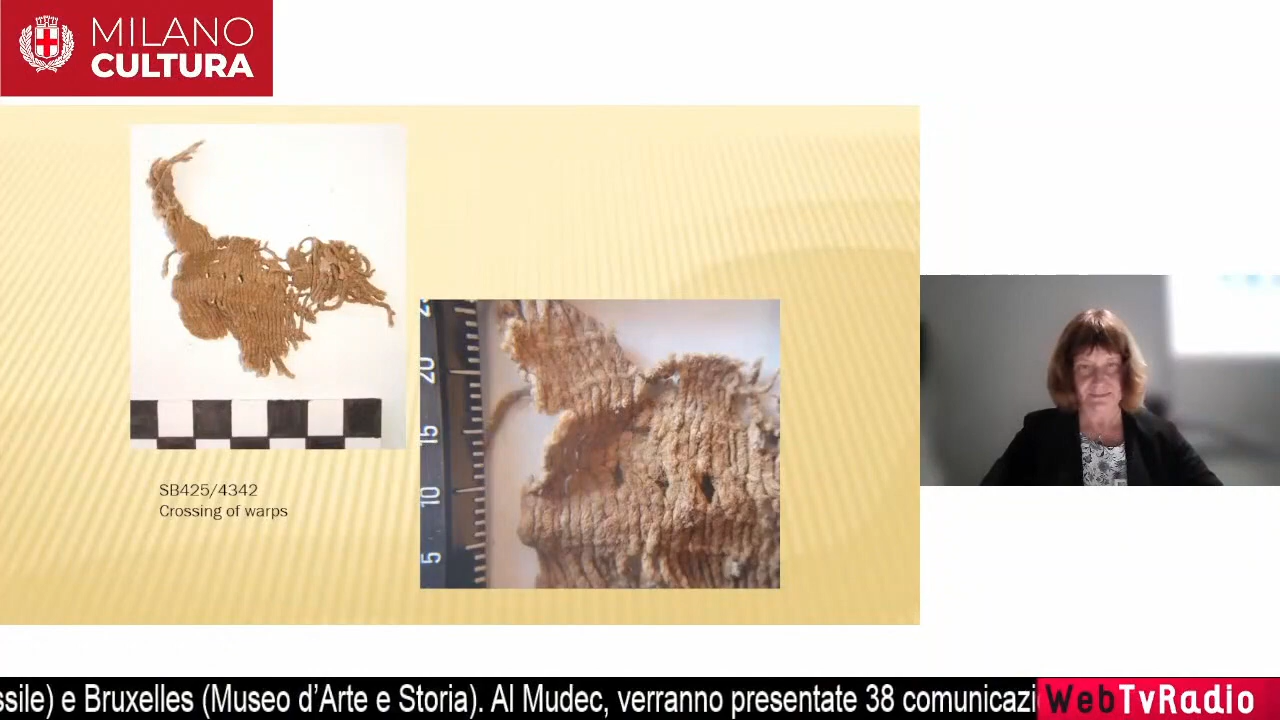 MILANO
CULTURA
20
15
10
5
SB425/4342
Crossing of warps
ssile) e Bruxelles (Museo d'Arte e Storia). Al Mudec, verranno presentate 38 comunicazi
WebTvRadio